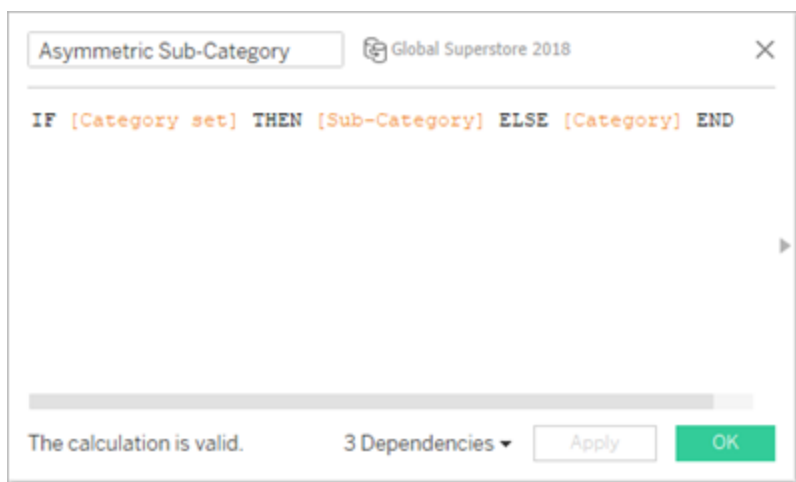 Asymmetric Sub-Category Global Superstore 2018
IF [Category set] THEN [Sub-Category] ELSE [Category] END
The calculation is valid. 3 Dependencies Apply OK